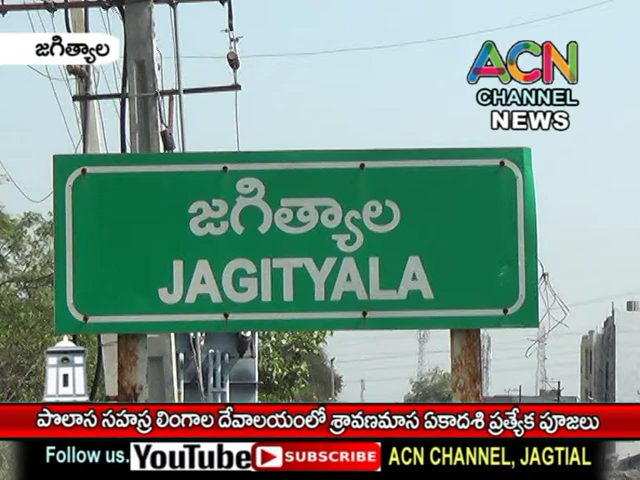 జగిత్యాల
ACN
CHANNEL
NEWS
జగిత్యాల
JAGITYALA
పొలాస సహస్ర లింగాల దేవాలయంలో శ్రావణమాస ఏకాదశి ప్రత్యేక పూజలు
Follow us. YouTube SUBSCRIBE ACN CHANNEL, JAGTIAL